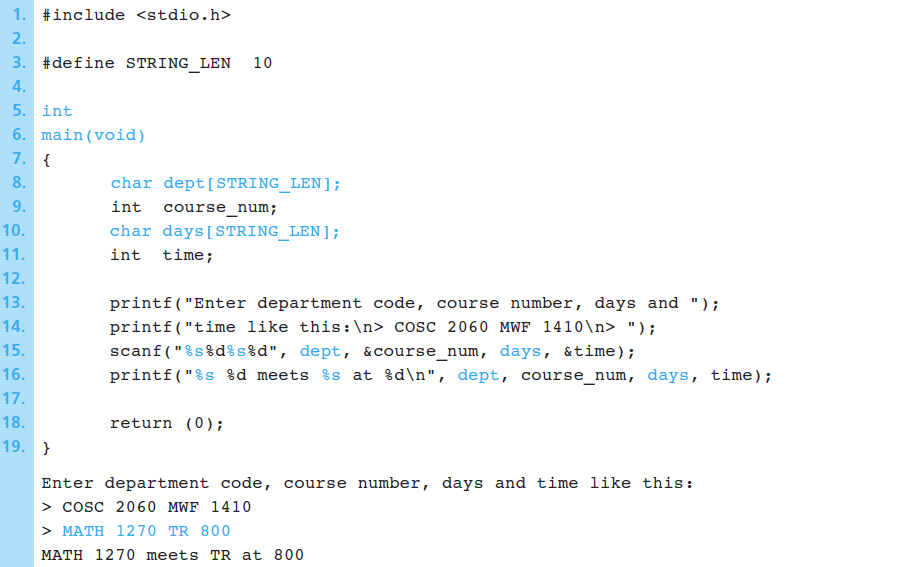 1. #include <stdio.h>
2.
3. #define STRING_LEN  10
4.
5. int
6. main(void)
7. {
8.       char dept[STRING_LEN];
9.       int  course_num;
10.       char days[STRING_LEN];
11.       int  time;
12.
13.       printf("Enter department code, course number, days and ");
14.       printf("time like this:\n> COSC 2060 MWF 1410\n> ");
15.       scanf("%s%d%s%d", dept, &course_num, days, &time);
16.       printf("%s %d meets %s at %d\n", dept, course_num, days, time);
17.
18.       return (0);
19. }
Enter department code, course number, days and time like this:
> COSC 2060 MWF 1410
> MATH 1270 TR 800
MATH 1270 meets TR at 800